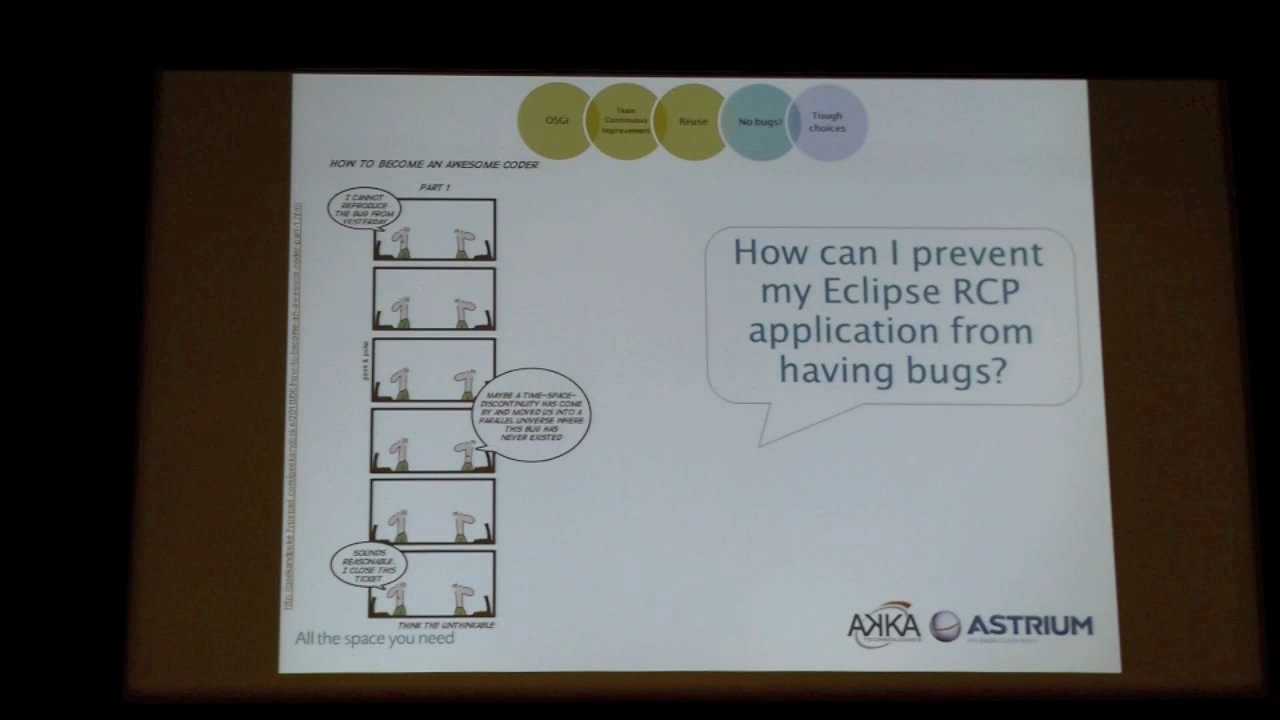 OSGi
Team
Continuous
Improvement
Reuse
No bugs!
Tough
choices
HOW TO BECOME AN AWESOME CODER
PART 1
I CANNOT
REPRODUCE
THE BUG FROM
YESTERDAY
MAYBE A TIME-SPACE-
DISCONTINUITY HAS COME
BY AND MOVED US INTO A
PARALLEL UNIVERSE WHERE
THIS BUG HAS
NEVER EXISTED
SOUNDS
REASONABLE.
I CLOSE THIS
TICKET
THINK THE UNTHINKABLE
geek & poke
How can I prevent
my Eclipse RCP
application from
having bugs?
All the space you need
AKKA
TECHNOLOGIES
ASTRIUM